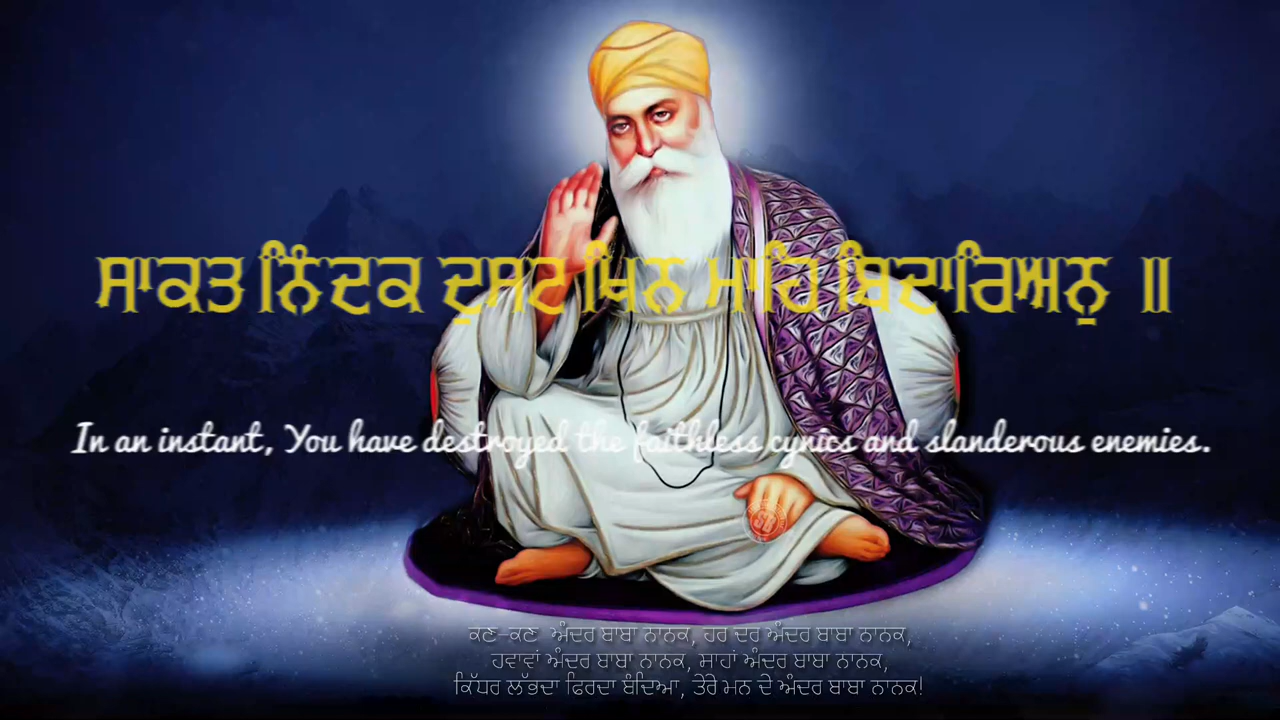 ਸਾਕਤ ਨਿੰਦਕ ਦੁਸਟ ਖਿਨ ਮਾਹਿ ਬਿਦਾਰਿਅਨੁ ॥
In an instant, You have destroyed the faithless cynics and slanderous enemies.
ਕਣ-ਕਣ ਅੰਦਰ ਬਾਬਾ ਨਾਨਕ, ਹਰ ਦਰ ਅੰਦਰ ਬਾਬਾ ਨਾਨਕ,
ਹਵਾਵਾਂ ਅੰਦਰ ਬਾਬਾ ਨਾਨਕ, ਸਾਹਾਂ ਅੰਦਰ ਬਾਬਾ ਨਾਨਕ,
ਕਿੱਧਰ ਲੱਭਦਾ ਫਿਰਦਾ ਬੰਦਿਆ, ਤੇਰੇ ਮਨ ਦੇ ਅੰਦਰ ਬਾਬਾ ਨਾਨਕ!